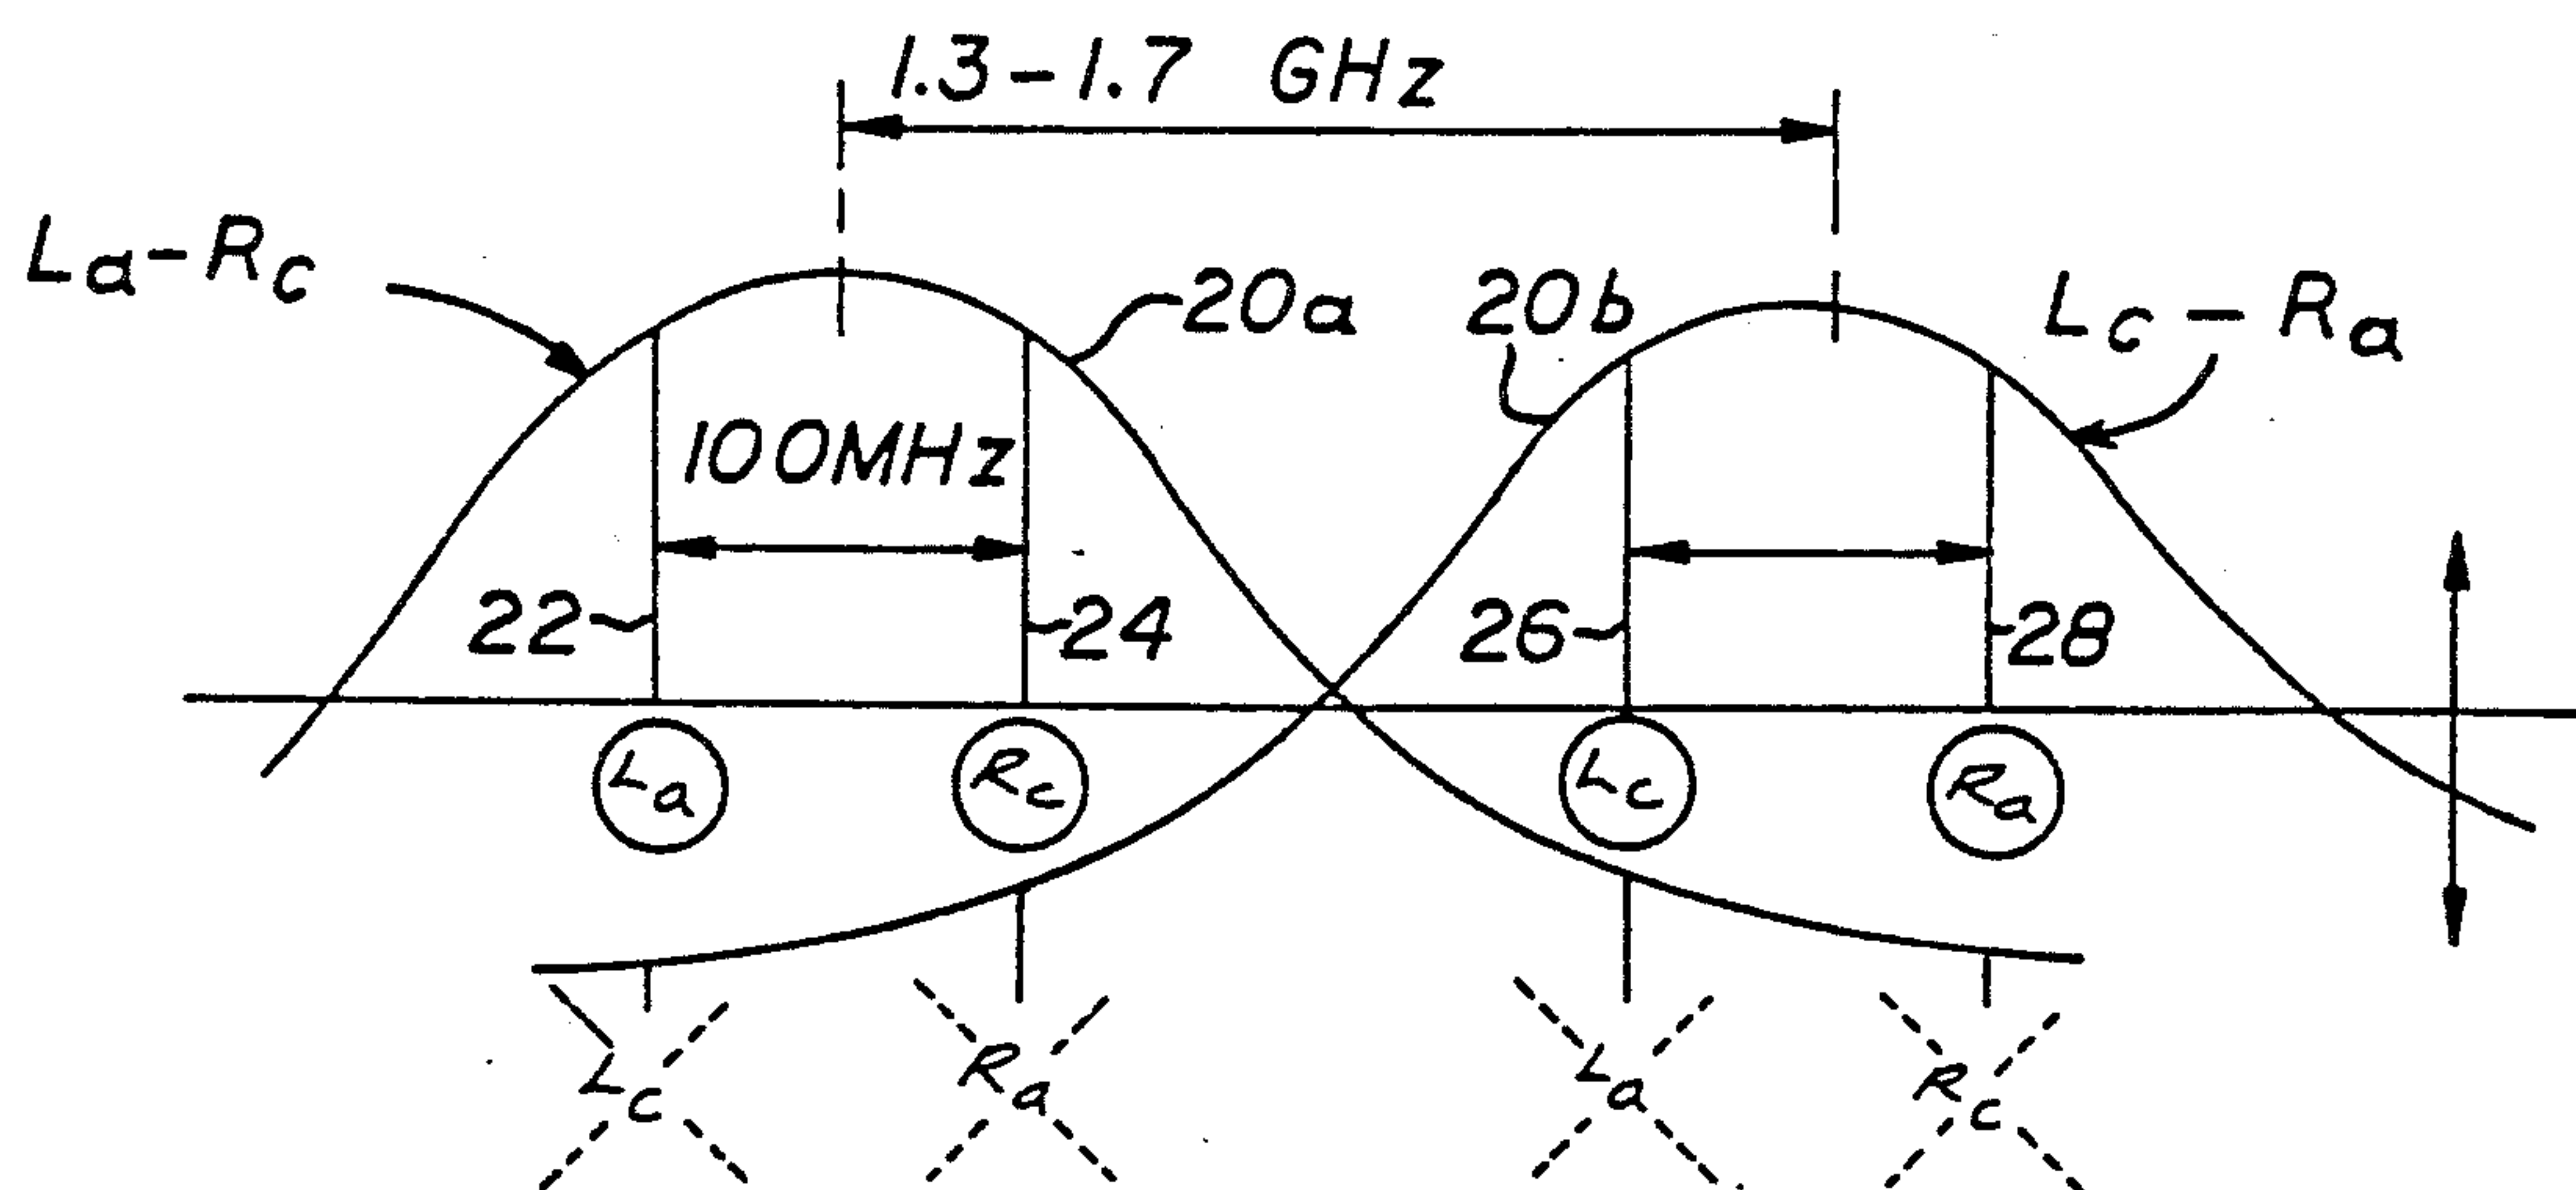 1.3-1.7 GHz
La-Rc
20a
20b
Lc-Ra
100MHz
22
24
26
28
La
Rc
Lc
Ra
Lc
Ra
La
Rc